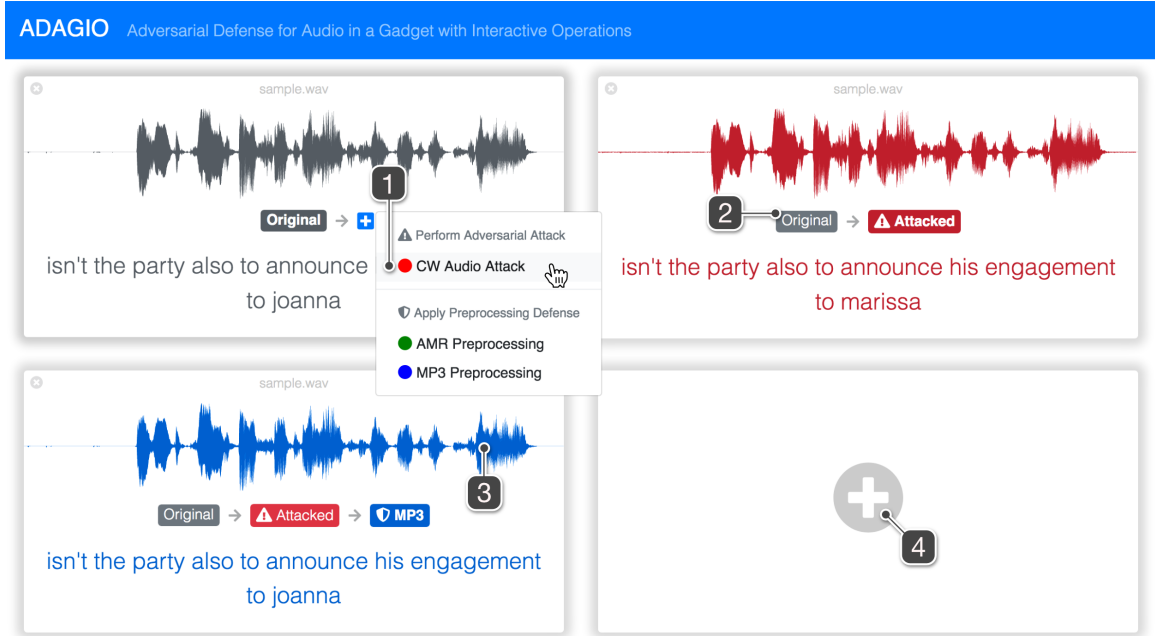 ADAGIO Adversarial Defense for Audio in a Gadget with Interactive Operations
sample.wav
1
Original
isn't the party also to announce
to joanna
Perform Adversarial Attack
CW Audio Attack
Apply Preprocessing Defense
AMR Preprocessing
MP3 Preprocessing
sample.wav
2
Original → Attacked
isn't the party also to announce his engagement
to marissa
sample.wav
3
Original → Attacked → MP3
isn't the party also to announce his engagement
to joanna
4